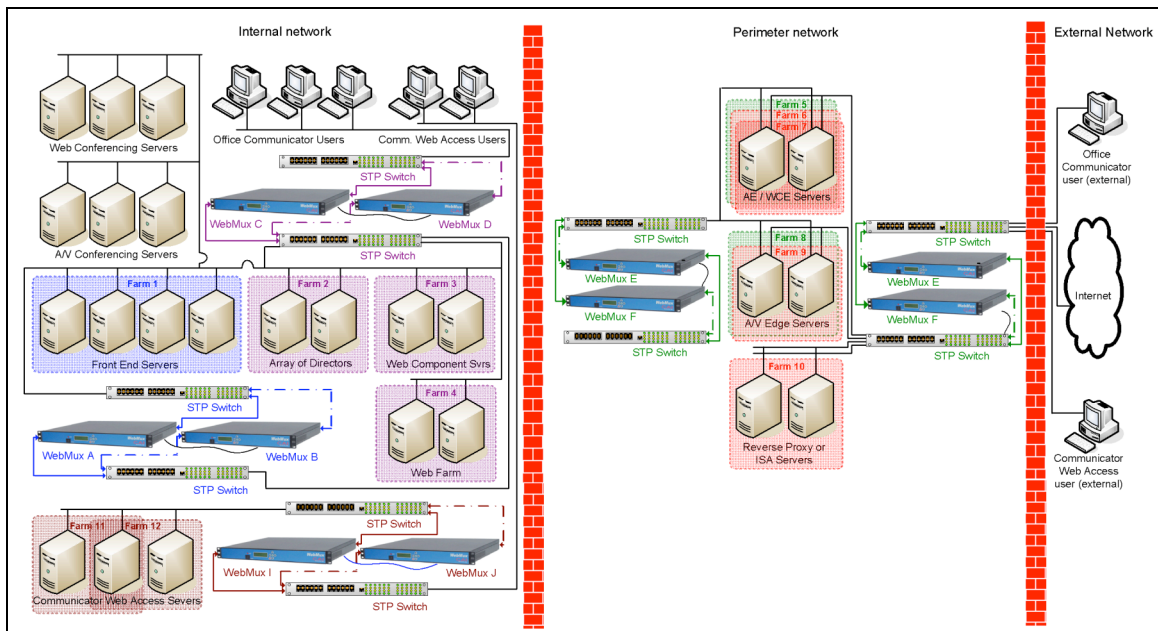 Internal network
Perimeter network
External Network
Web Conferencing Servers
Office Communicator Users
Comm. Web Access Users
STP Switch
WebMux C
WebMux D
STP Switch
A/V Conferencing Servers
Farm 1
Front End Servers
Farm 2
Array of Directors
Farm 3
Web Component Svrs
STP Switch
WebMux A
WebMux B
STP Switch
Farm 4
Web Farm
Farm 11
Farm 12
Communicator Web Access Severs
STP Switch
WebMux I
WebMux J
STP Switch
Farm 5
Farm 6
Farm 7
AE / WCE Servers
STP Switch
WebMux E
WebMux F
STP Switch
Farm 8
Farm 9
A/V Edge Servers
Farm 10
Reverse Proxy or
ISA Servers
STP Switch
WebMux E
WebMux F
STP Switch
Office
Communicator
user (external)
Internet
Communicator
Web Access
user (external)